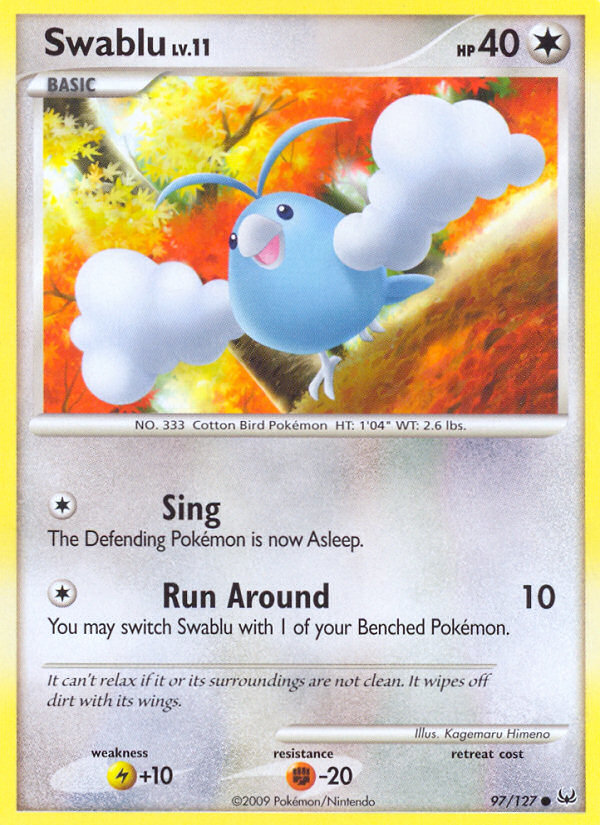 Swablu LV.11
HP 40
BASIC
NO. 333 Cotton Bird Pokémon HT: 1'04" WT: 2.6 lbs.
Sing
The Defending Pokémon is now Asleep.
Run Around 10
You may switch Swablu with 1 of your Benched Pokémon.
It can't relax if it or its surroundings are not clean. It wipes off
dirt with its wings.
Illus. Kagemaru Himeno
weakness resistance retreat cost
+10 -20
©2009 Pokémon/Nintendo 97/127